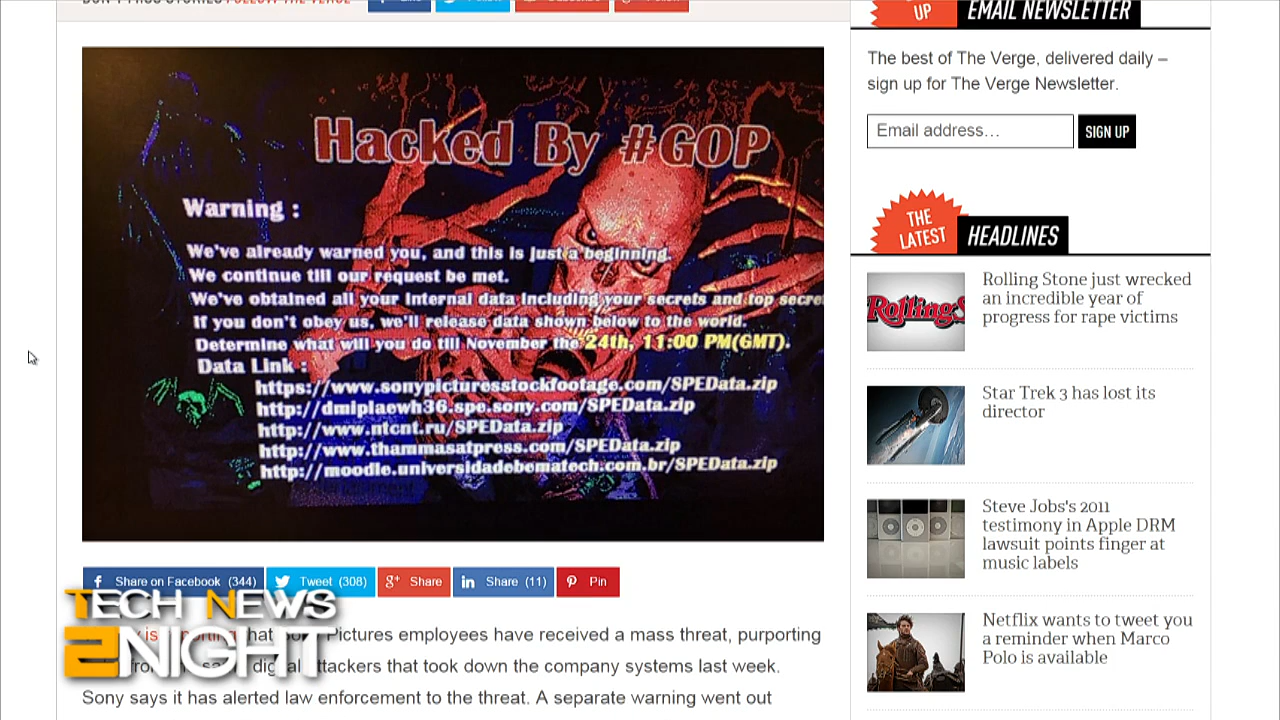 FOLLOW THE VERGE
UP
EMAIL NEWSLETTER
The best of The Verge, delivered daily –
sign up for The Verge Newsletter.
Email address…
SIGN UP
Hacked By #GOP
Warning :
We've already warned you, and this is just a beginning.
We continue till our request be met.
We've obtained all your internal data including your secrets and top secre
If you don't obey us, we'll release data shown below to the world.
Determine what will you do till November the 24th, 11:00 PM(GMT).
Data Link :
https://www.sonypicturesstockfootage.com/SPEData.zip
http://dmiplaewh36.spe.sony.com/SPEData.zip
http://www.ntcnt.ru/SPEData.zip
http://www.thammasatpress.com/SPEData.zip
http://moodle.universidadebematech.com.br/SPEData.zip
THE
LATEST
HEADLINES
Rolling Stone just wrecked
an incredible year of
progress for rape victims
Star Trek 3 has lost its
director
Steve Jobs's 2011
testimony in Apple DRM
lawsuit points finger at
music labels
Netflix wants to tweet you
a reminder when Marco
Polo is available
RollingS
Share on Facebook (344)
Tweet (308)
g+ Share
in Share (11)
Pin
TECH NEWS
2NIGHT
is that Pictures employees have received a mass threat, purporting
attackers that took down the company systems last week.
Sony says it has alerted law enforcement to the threat. A separate warning went out